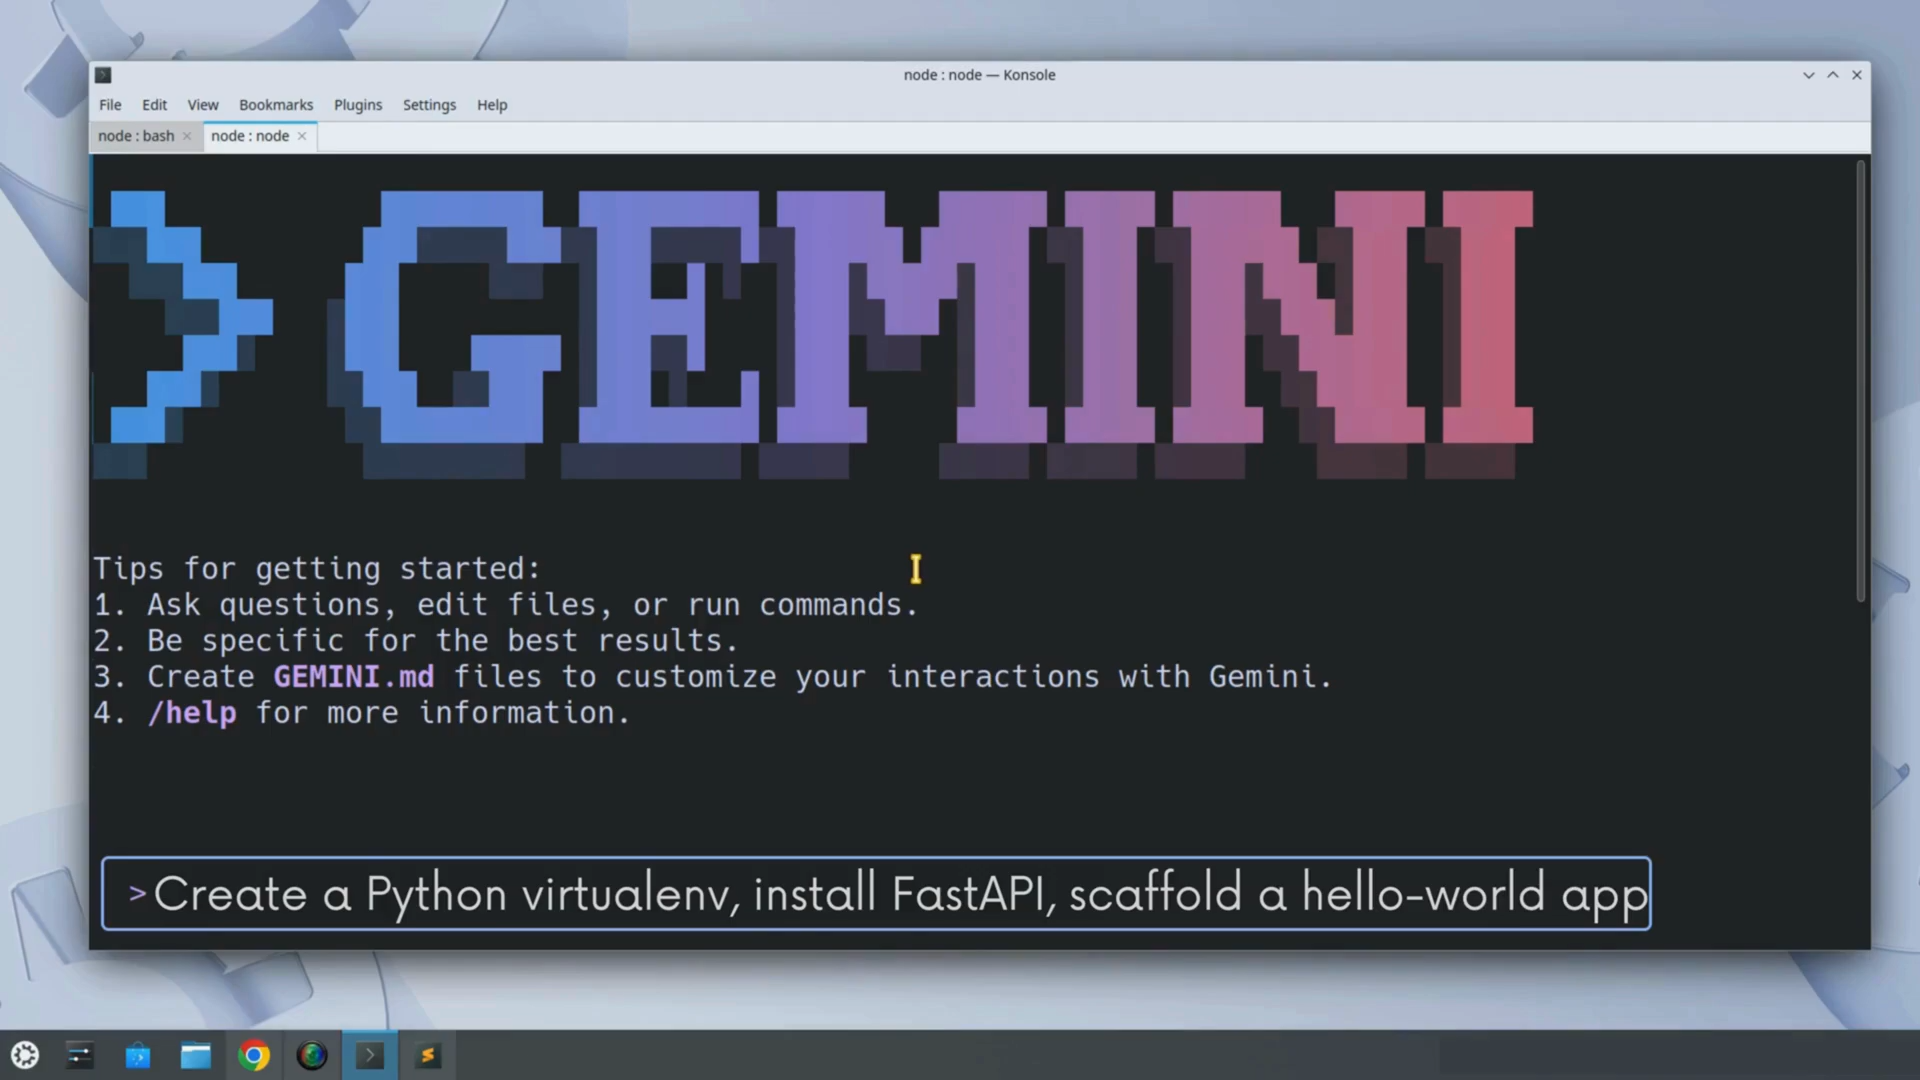 node : node — Konsole
File Edit View Bookmarks Plugins Settings Help
node : bash node : node
> GEMINI
Tips for getting started:
1. Ask questions, edit files, or run commands.
2. Be specific for the best results.
3. Create GEMINI.md files to customize your interactions with Gemini.
4. /help for more information.
> Create a Python virtualenv, install FastAPI, scaffold a hello-world app